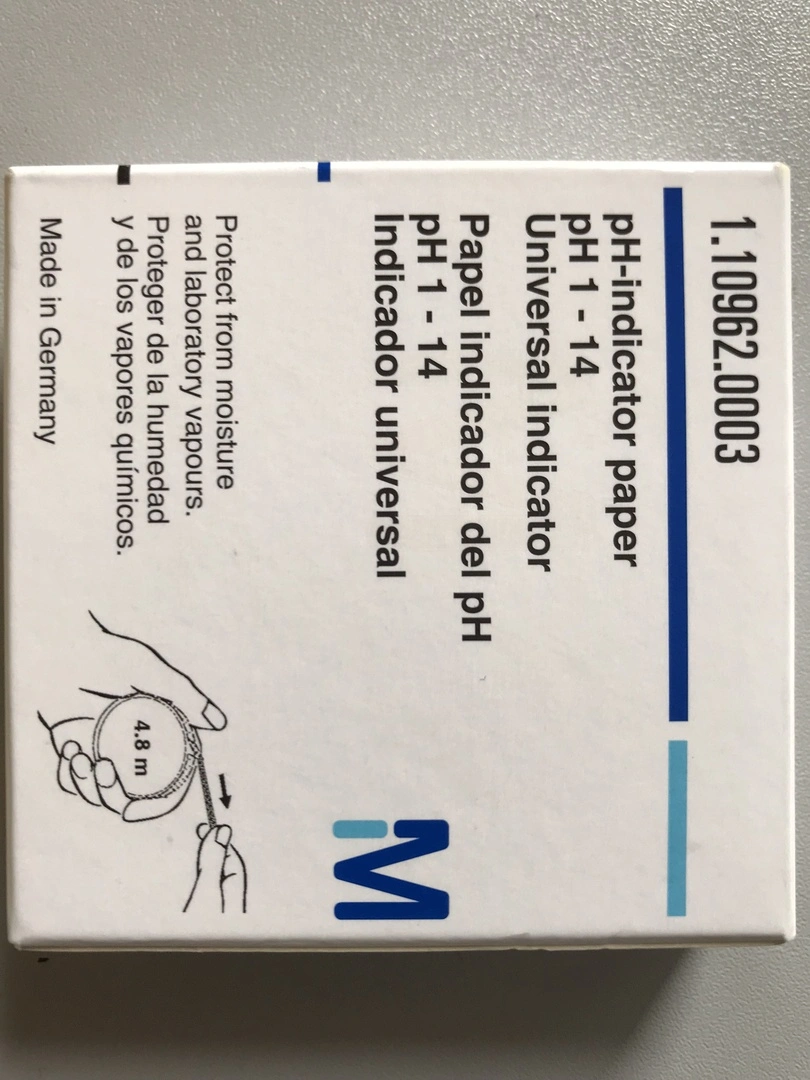 1.10962.0003
pH-indicator paper
pH 1 - 14
Universal indicator
Papel indicador del pH
pH 1 - 14
Indicador universal
Protect from moisture
and laboratory vapours.
Proteger de la humedad
y de los vapores químicos.
Made in Germany
4.8 m
M